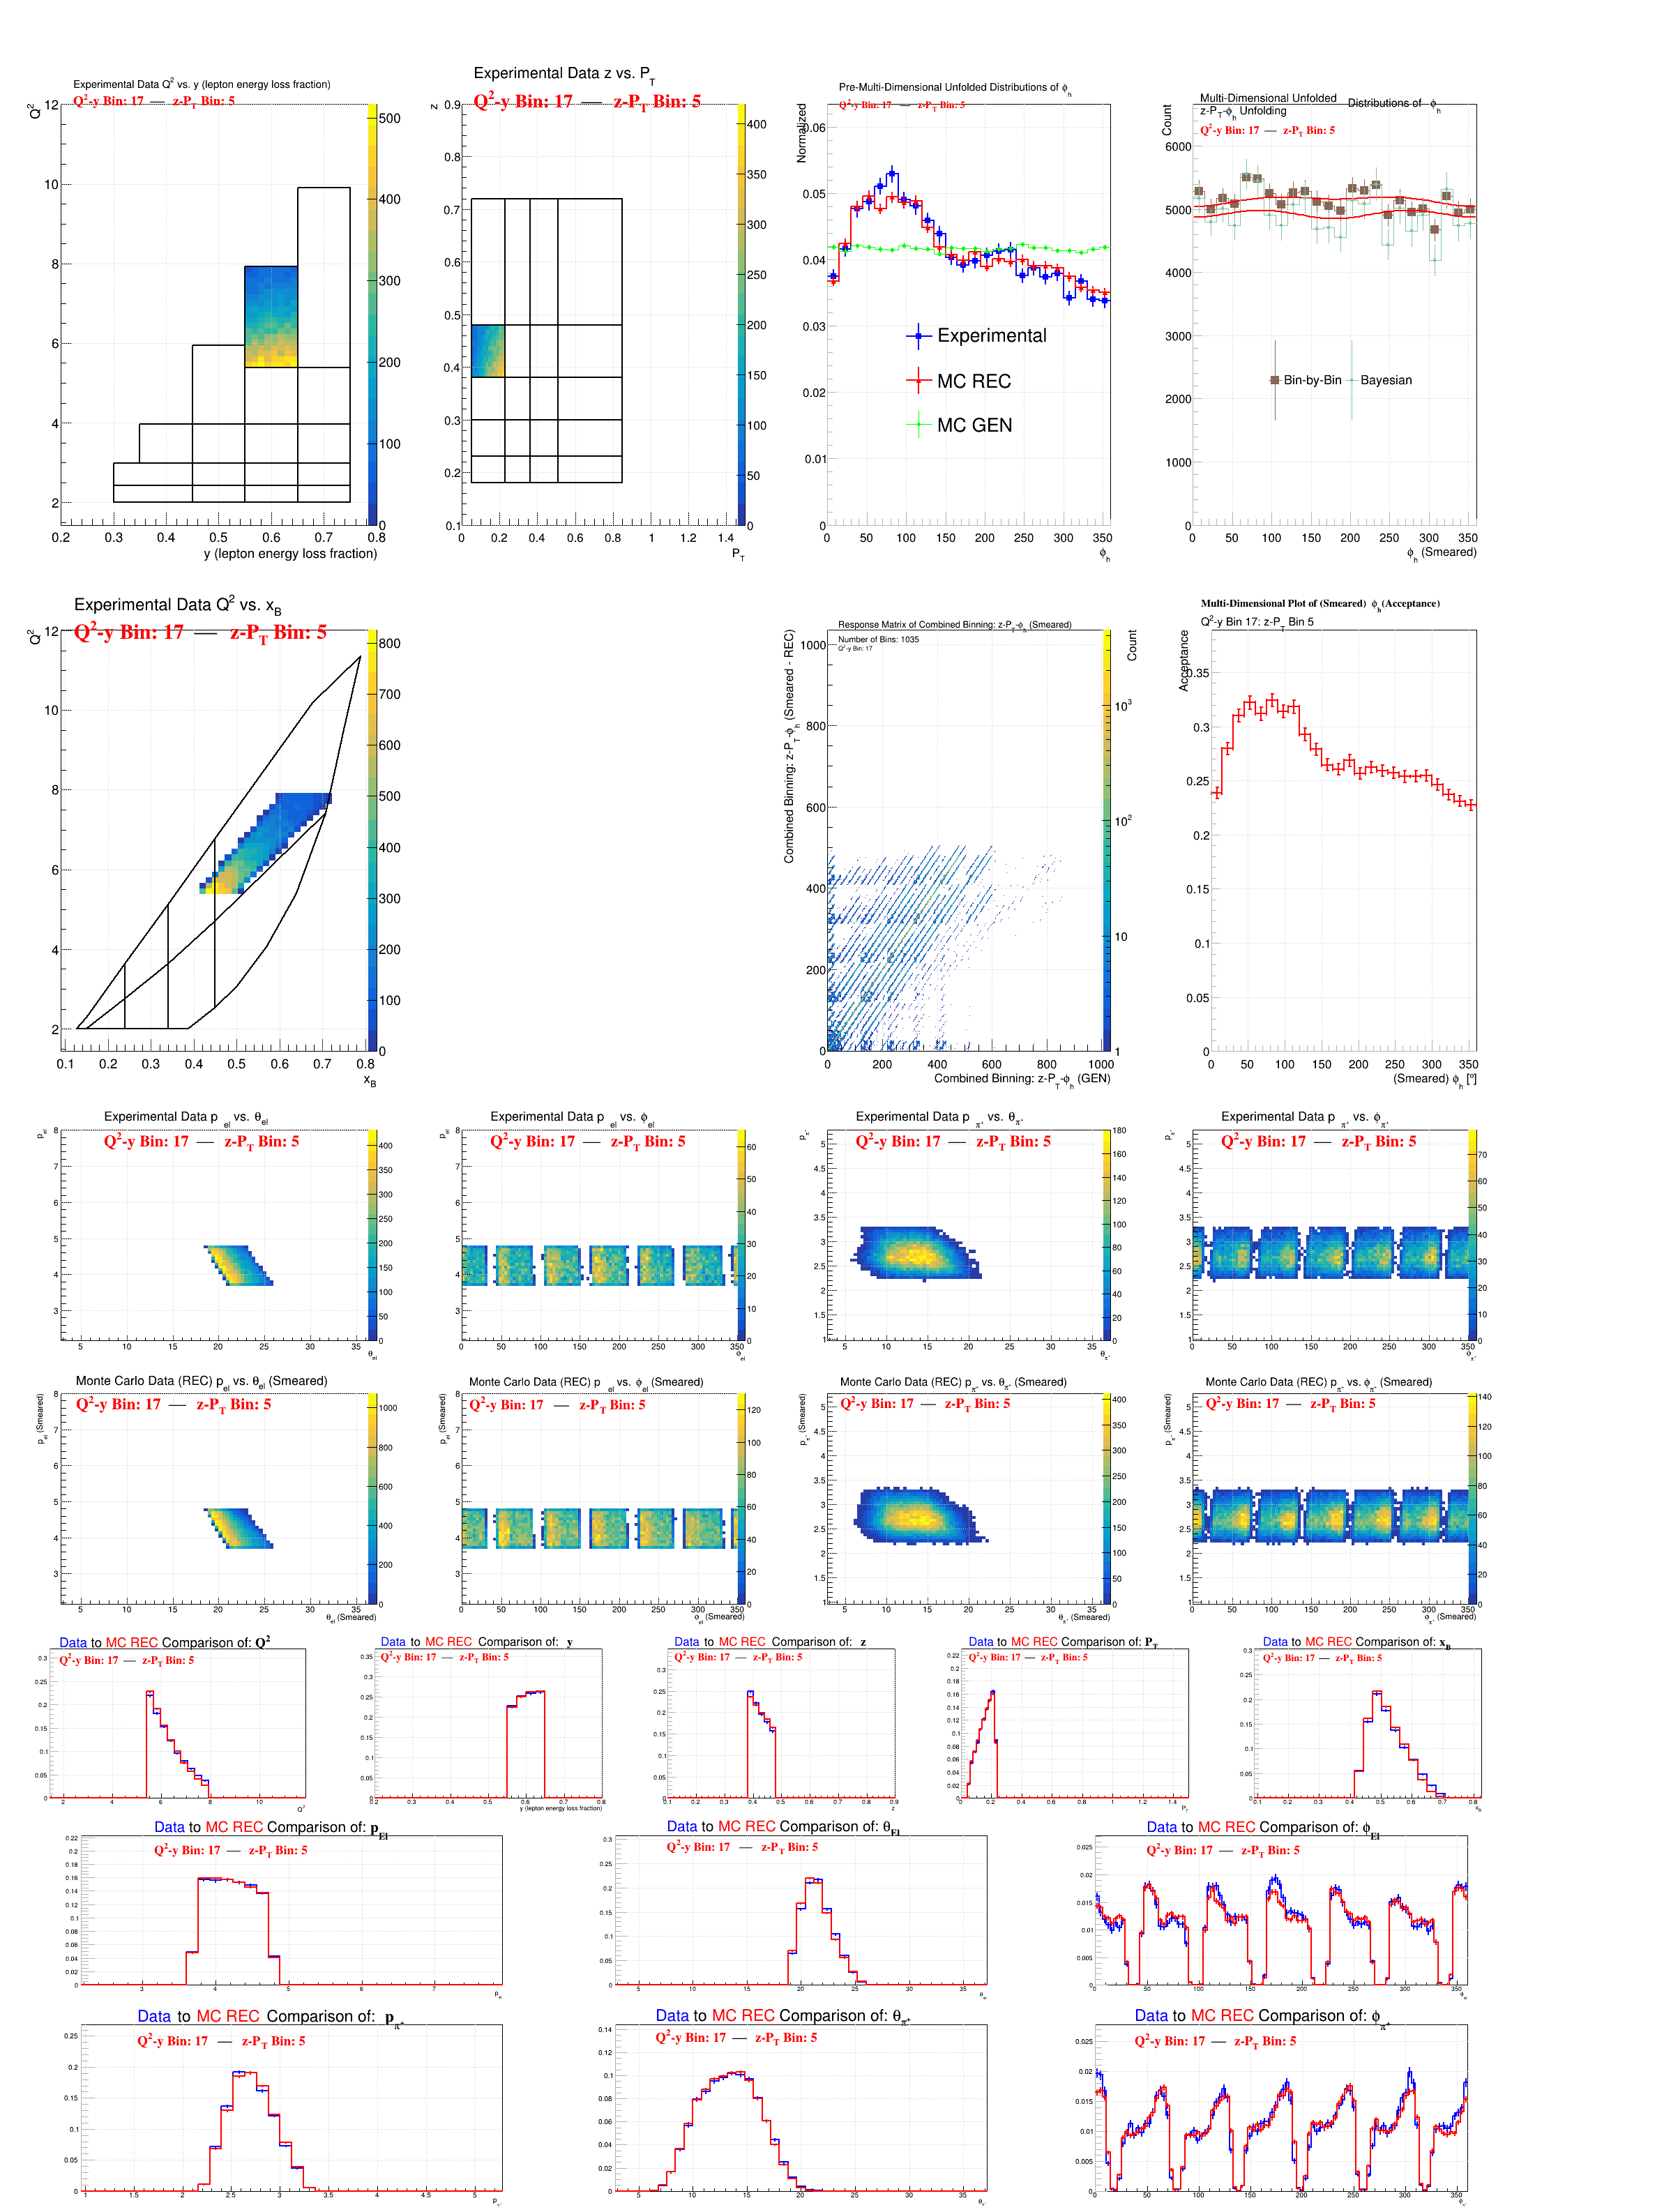 Experimental Data Q² vs. y (lepton energy loss fraction)
Q²-y Bin: 17 — z-P_T Bin: 5
Q²
y (lepton energy loss fraction)
Experimental Data z vs. P_T
Q²-y Bin: 17 — z-P_T Bin: 5
z
P_T
Pre-Multi-Dimensional Unfolded Distributions of ϕ_h
Q²-y Bin: 17 — z-P_T Bin: 5
Normalized
Experimental
MC REC
MC GEN
ϕ_h
Multi-Dimensional Unfolded Distributions of ϕ_h
z-P_T-ϕ_h Unfolding
Q²-y Bin: 17 — z-P_T Bin: 5
Count
Bin-by-Bin
Bayesian
ϕ_h (Smeared)
Experimental Data Q² vs. x_B
Q²-y Bin: 17 — z-P_T Bin: 5
Q²
x_B
Response Matrix of Combined Binning: z-P_T-ϕ_h (Smeared)
Number of Bins: 1035
Q²-y Bin: 17
Combined Binning: z-P_T-ϕ_h (Smeared - REC)
Count
Combined Binning: z-P_T-ϕ_h (GEN)
Multi-Dimensional Plot of (Smeared) ϕ_h (Acceptance)
Q²-y Bin 17: z-P_T Bin 5
Acceptance
(Smeared) ϕ_h [°]
Experimental Data p_el vs. θ_el
Q²-y Bin: 17 — z-P_T Bin: 5
p_el
θ_el
Experimental Data p_el vs. ϕ_el
Q²-y Bin: 17 — z-P_T Bin: 5
p_el
ϕ_el
Experimental Data p_π⁺ vs. θ_π⁺
Q²-y Bin: 17 — z-P_T Bin: 5
p_π⁺
θ_π⁺
Experimental Data p_π⁺ vs. ϕ_π⁺
Q²-y Bin: 17 — z-P_T Bin: 5
p_π⁺
ϕ_π⁺
Monte Carlo Data (REC) p_el vs. θ_el (Smeared)
Q²-y Bin: 17 — z-P_T Bin: 5
p_el (Smeared)
θ_el (Smeared)
Monte Carlo Data (REC) p_el vs. ϕ_el (Smeared)
Q²-y Bin: 17 — z-P_T Bin: 5
p_el (Smeared)
ϕ_el (Smeared)
Monte Carlo Data (REC) p_π⁺ vs. θ_π⁺ (Smeared)
Q²-y Bin: 17 — z-P_T Bin: 5
p_π⁺ (Smeared)
θ_π⁺ (Smeared)
Monte Carlo Data (REC) p_π⁺ vs. ϕ_π⁺ (Smeared)
Q²-y Bin: 17 — z-P_T Bin: 5
p_π⁺ (Smeared)
ϕ_π⁺ (Smeared)
Data to MC REC Comparison of: Q²
Q²-y Bin: 17 — z-P_T Bin: 5
Q²
Data to MC REC Comparison of: y
Q²-y Bin: 17 — z-P_T Bin: 5
y (lepton energy loss fraction)
Data to MC REC Comparison of: z
Q²-y Bin: 17 — z-P_T Bin: 5
z
Data to MC REC Comparison of: P_T
Q²-y Bin: 17 — z-P_T Bin: 5
P_T
Data to MC REC Comparison of: x_B
Q²-y Bin: 17 — z-P_T Bin: 5
x_B
Data to MC REC Comparison of: p_El
Q²-y Bin: 17 — z-P_T Bin: 5
p_el
Data to MC REC Comparison of: θ_El
Q²-y Bin: 17 — z-P_T Bin: 5
θ_el
Data to MC REC Comparison of: ϕ_El
Q²-y Bin: 17 — z-P_T Bin: 5
ϕ_el
Data to MC REC Comparison of: p_π⁺
Q²-y Bin: 17 — z-P_T Bin: 5
p_π⁺
Data to MC REC Comparison of: θ_π⁺
Q²-y Bin: 17 — z-P_T Bin: 5
θ_π⁺
Data to MC REC Comparison of: ϕ_π⁺
Q²-y Bin: 17 — z-P_T Bin: 5
ϕ_π⁺